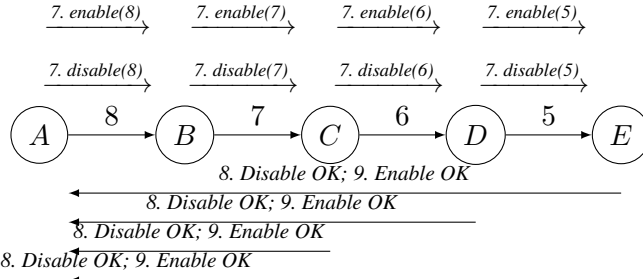 7. enable(8) 7. enable(7) 7. enable(6) 7. enable(5)
7. disable(8) 7. disable(7) 7. disable(6) 7. disable(5)
A 8 B 7 C 6 D 5 E
8. Disable OK; 9. Enable OK
8. Disable OK; 9. Enable OK
8. Disable OK; 9. Enable OK
8. Disable OK; 9. Enable OK